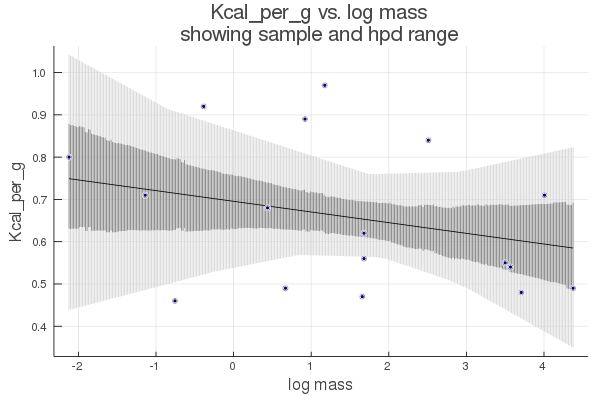 Kcal_per_g vs. log mass
showing sample and hpd range
Kcal_per_g
1.0
0.9
0.8
0.7
0.6
0.5
0.4
-2 -1 0 1 2 3 4
log mass